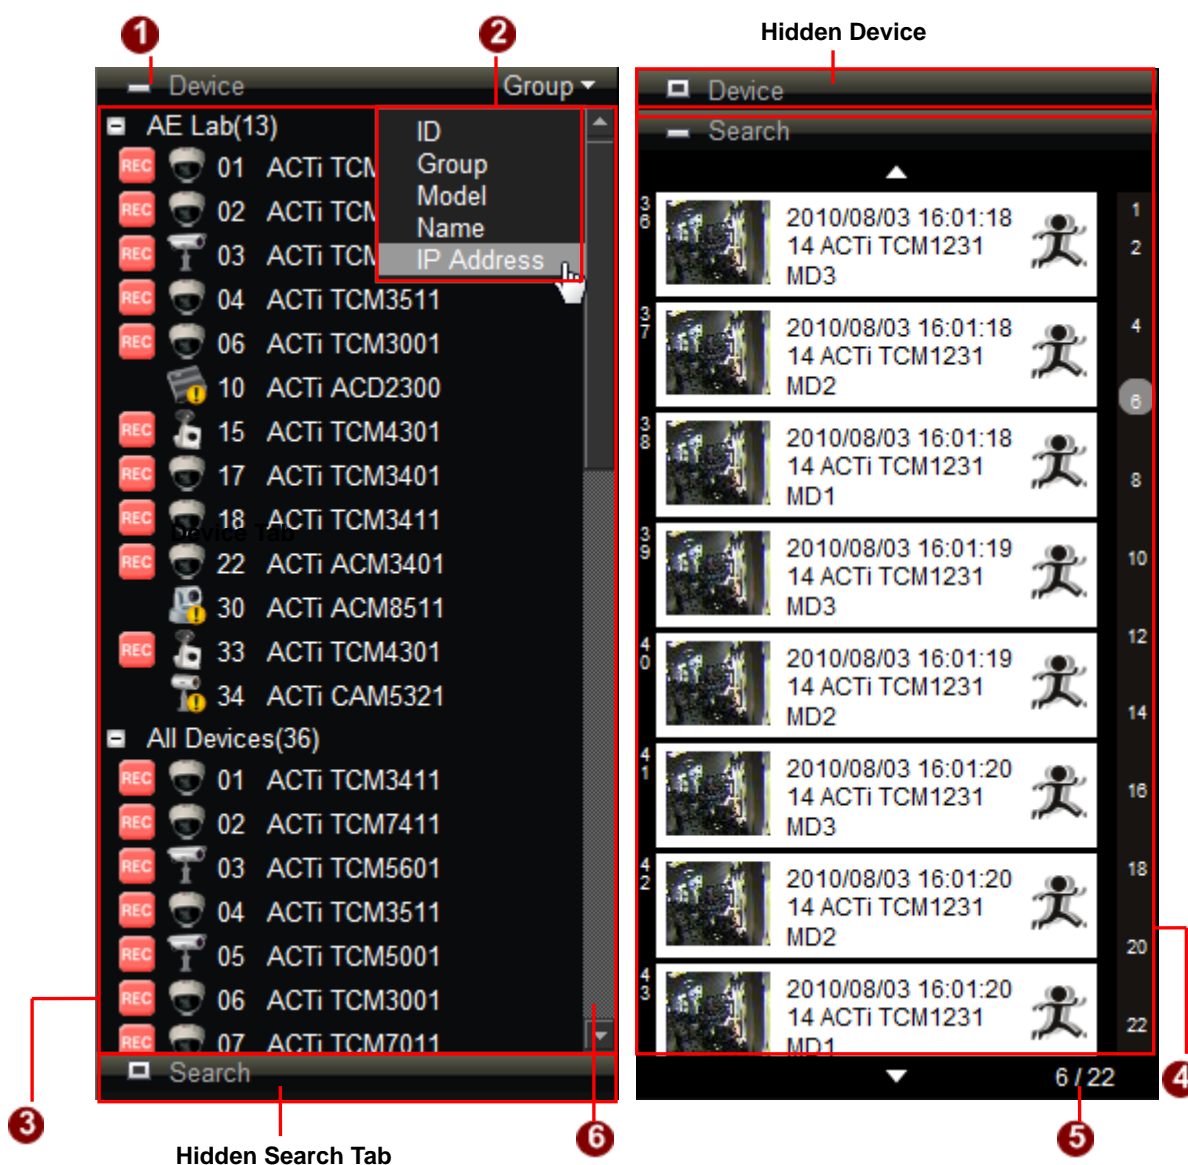 1
2
Hidden Device
Device
Group
AE Lab(13)
ID
Group
Model
Name
IP Address
REC 01 ACTi TCM
REC 02 ACTi TCM
REC 03 ACTi TCM
REC 04 ACTi TCM3511
REC 06 ACTi TCM3001
10 ACTi ACD2300
REC 15 ACTi TCM4301
REC 17 ACTi TCM3401
REC 18 ACTi TCM3411
Device Tab
REC 22 ACTi ACM3401
30 ACTi ACM8511
REC 33 ACTi TCM4301
34 ACTi CAM5321
All Devices(36)
REC 01 ACTi TCM3411
REC 02 ACTi TCM7411
REC 03 ACTi TCM5601
REC 04 ACTi TCM3511
REC 05 ACTi TCM5001
REC 06 ACTi TCM3001
REC 07 ACTi TCM7011
Search
3
Hidden Search Tab
6
Device
Search
36
2010/08/03 16:01:18
14 ACTi TCM1231
MD3
37
2010/08/03 16:01:18
14 ACTi TCM1231
MD2
38
2010/08/03 16:01:18
14 ACTi TCM1231
MD1
39
2010/08/03 16:01:19
14 ACTi TCM1231
MD3
40
2010/08/03 16:01:19
14 ACTi TCM1231
MD2
41
2010/08/03 16:01:20
14 ACTi TCM1231
MD3
42
2010/08/03 16:01:20
14 ACTi TCM1231
MD2
43
2010/08/03 16:01:20
14 ACTi TCM1231
MD1
1
2
4
6
8
10
12
14
16
18
20
22
6 / 22
4
5